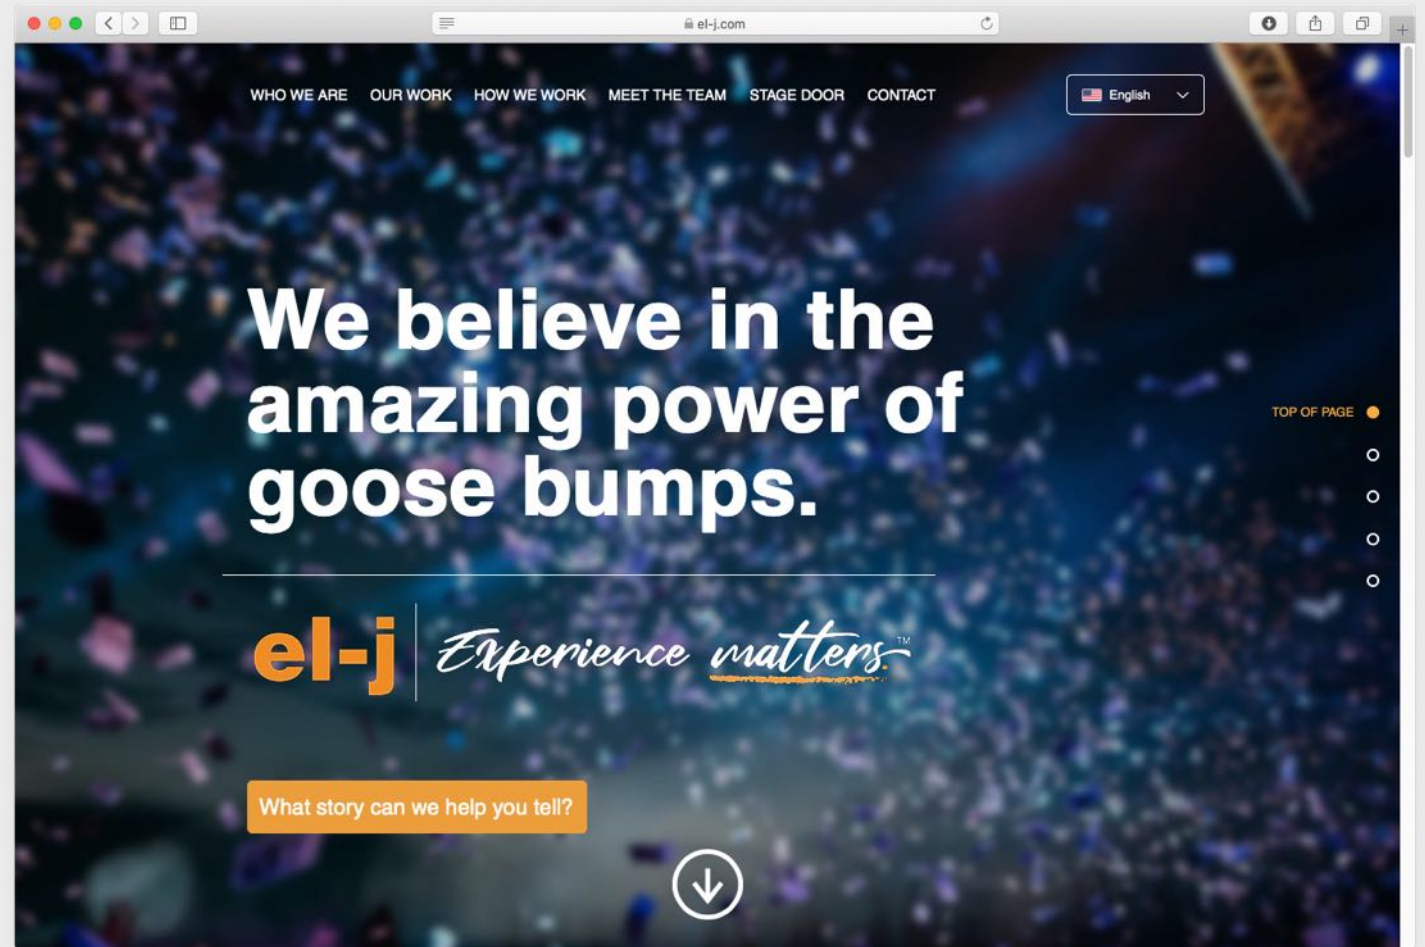 el-j.com
WHO WE ARE OUR WORK HOW WE WORK MEET THE TEAM STAGE DOOR CONTACT
English
We believe in the
amazing power of
goose bumps.
TOP OF PAGE
el-j Experience matters.™
What story can we help you tell?